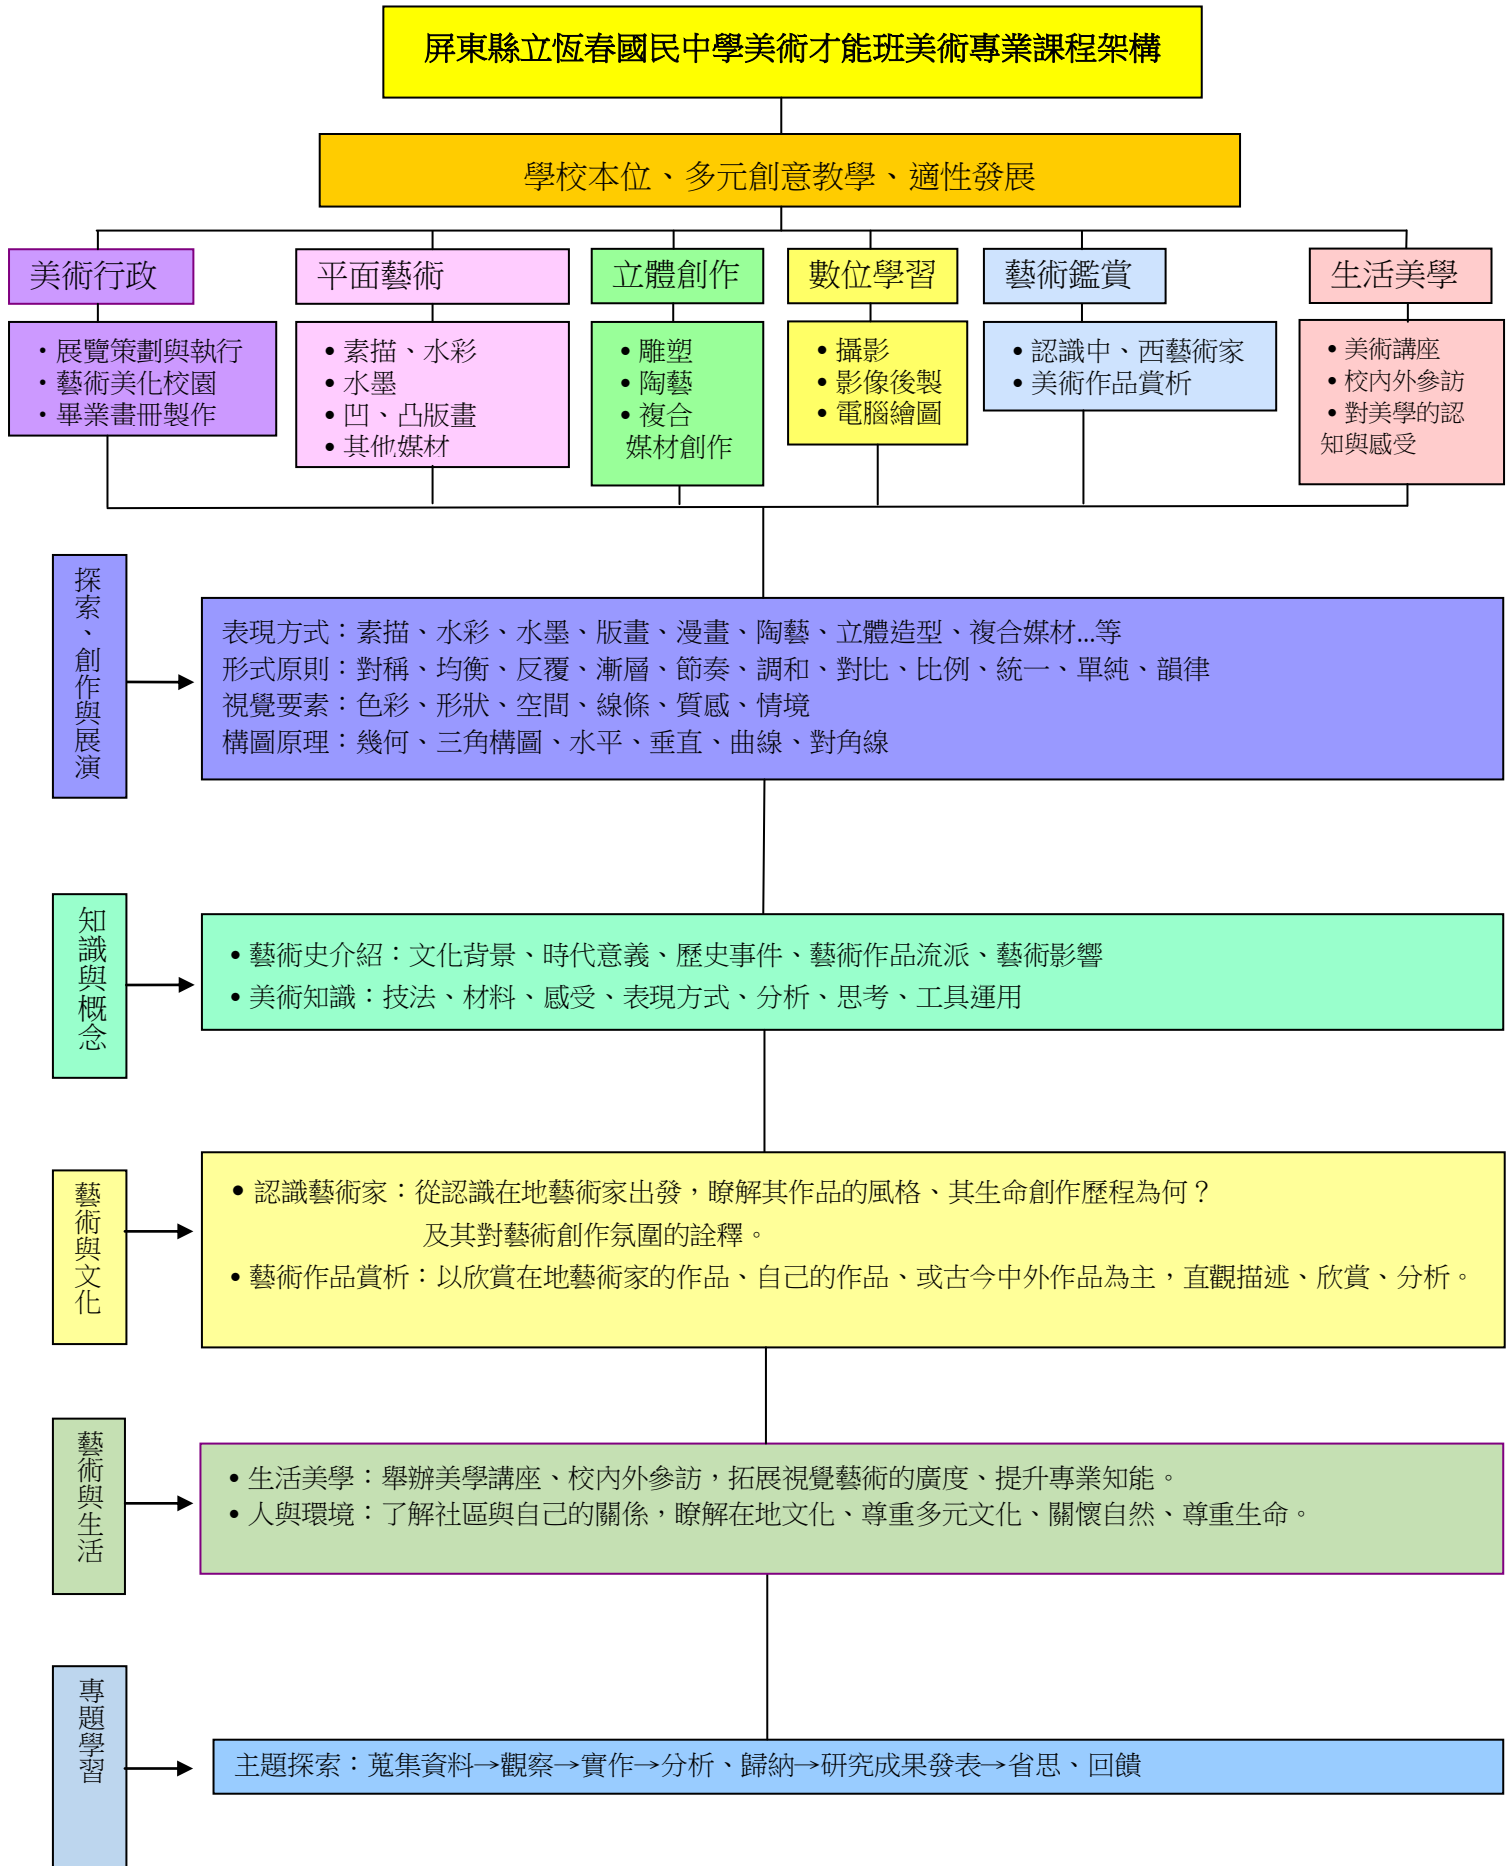 屏東縣立恆春國民中學美術才能班美術專業課程架構
學校本位、多元創意教學、適性發展
美術行政
平面藝術
立體創作
數位學習
藝術鑑賞
生活美學
・展覽策劃與執行
・藝術美化校園
・畢業畫冊製作
•素描、水彩
•水墨
•凹、凸版畫
•其他媒材
•雕塑
•陶藝
•複合
媒材創作
•攝影
•影像後製
•電腦繪圖
•認識中、西藝術家
•美術作品賞析
•美術講座
•校內外參訪
•對美學的認
知與感受
探索、創作與展演
表現方式：素描、水彩、水墨、版畫、漫畫、陶藝、立體造型、複合媒材...等
形式原則：對稱、均衡、反覆、漸層、節奏、調和、對比、比例、統一、單純、韻律
視覺要素：色彩、形狀、空間、線條、質感、情境
構圖原理：幾何、三角構圖、水平、垂直、曲線、對角線
知識與概念
•藝術史介紹：文化背景、時代意義、歷史事件、藝術作品流派、藝術影響
•美術知識：技法、材料、感受、表現方式、分析、思考、工具運用
藝術與文化
•認識藝術家：從認識在地藝術家出發，瞭解其作品的風格、其生命創作歷程為何？
及其對藝術創作氛圍的詮釋。
•藝術作品賞析：以欣賞在地藝術家的作品、自己的作品、或古今中外作品為主，直觀描述、欣賞、分析。
藝術與生活
•生活美學：舉辦美學講座、校內外參訪，拓展視覺藝術的廣度、提升專業知能。
•人與環境：了解社區與自己的關係，瞭解在地文化、尊重多元文化、關懷自然、尊重生命。
專題學習
主題探索：蒐集資料→觀察→實作→分析、歸納→研究成果發表→省思、回饋